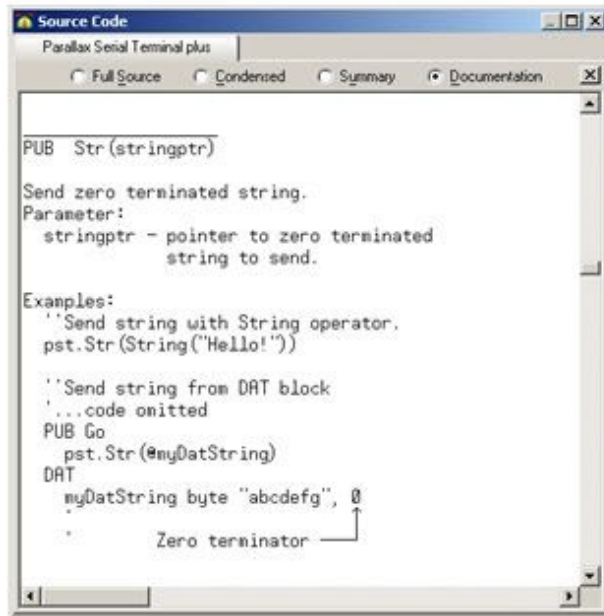 Source Code
Parallax Serial Terminal plus
Full Source Condensed Summary Documentation
PUB Str(stringptr)
Send zero terminated string.
Parameter:
stringptr - pointer to zero terminated
string to send.
Examples:
''Send string with String operator.
pst.Str(String("Hello!"))
''Send string from DAT block
'...code omitted
PUB Go
pst.Str(@myDatString)
DAT
myDatString byte "abcdefg", 0
'
'
Zero terminator